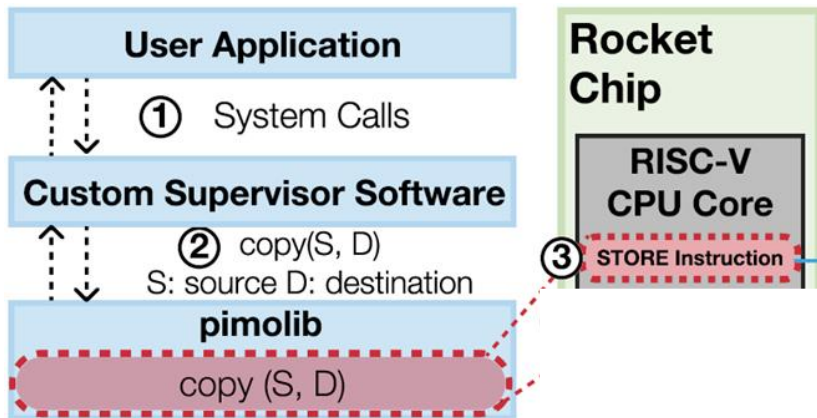 User Application
① System Calls
Custom Supervisor Software
② copy(S, D)
S: source D: destination
pimolib
copy (S, D)
Rocket
Chip
RISC-V
CPU Core
③ STORE Instruction